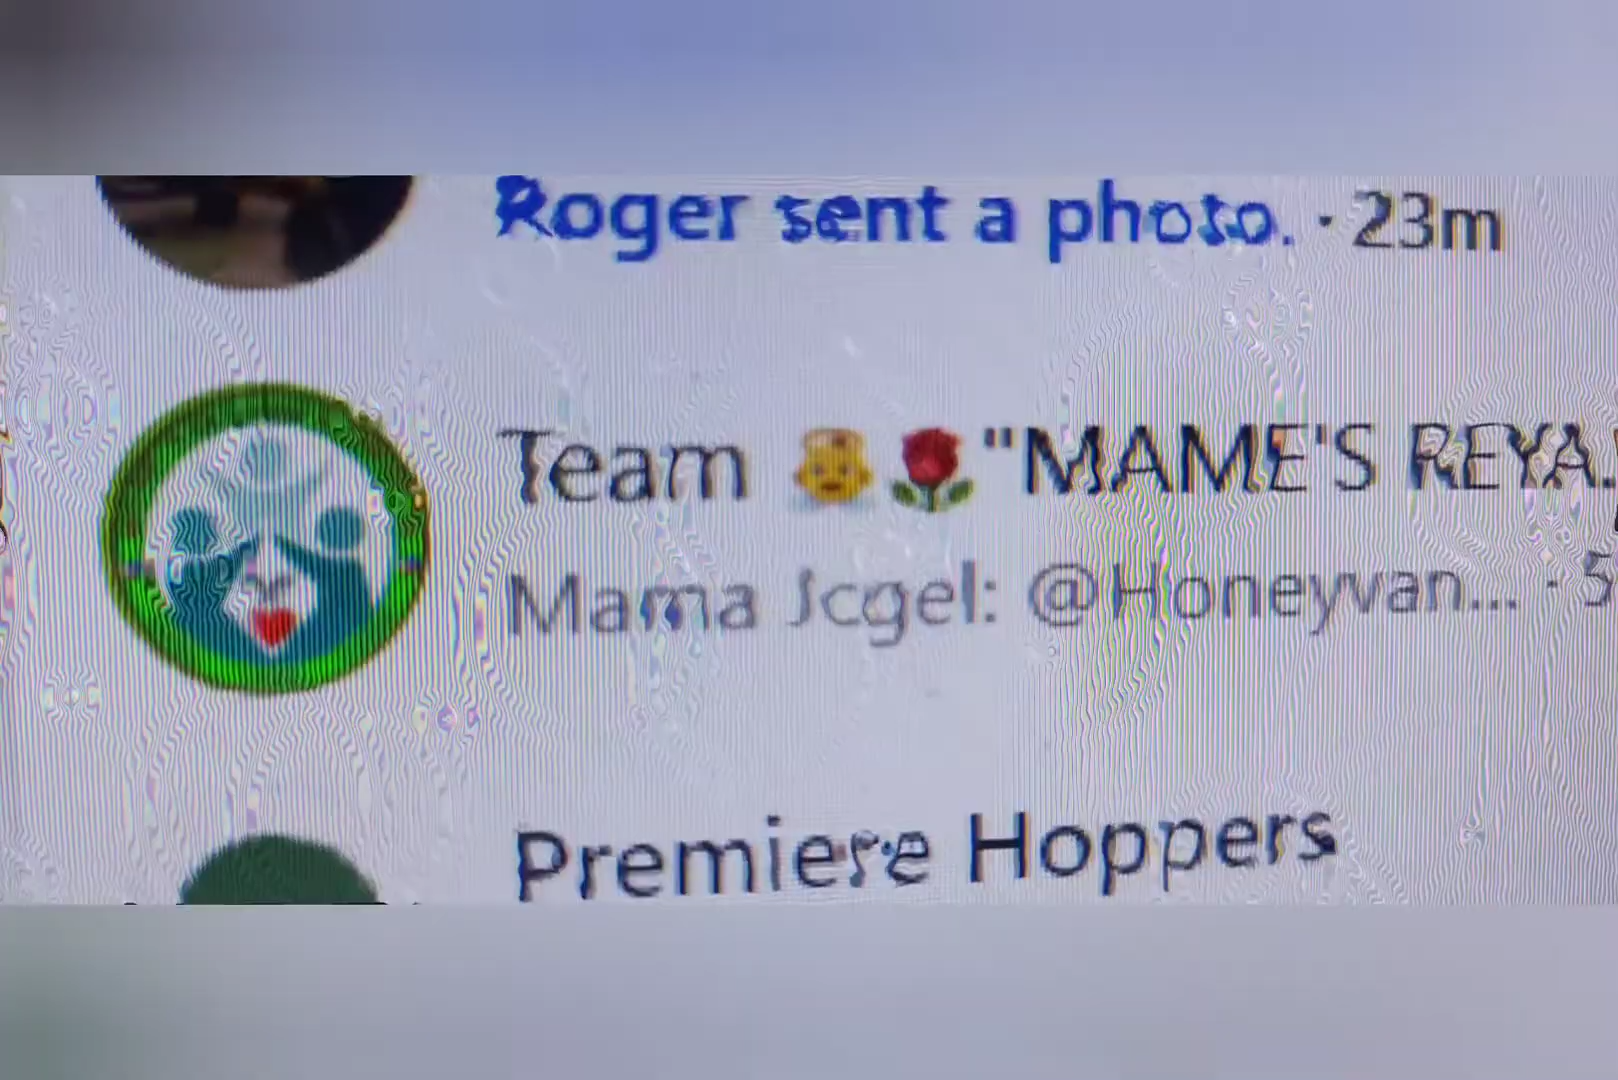 Roger sent a photo. · 23m
Team 👼🌹 "MAME'S REYA.
Mama Jcgel: @Honeyvan... · 5
Premiere Hoppers